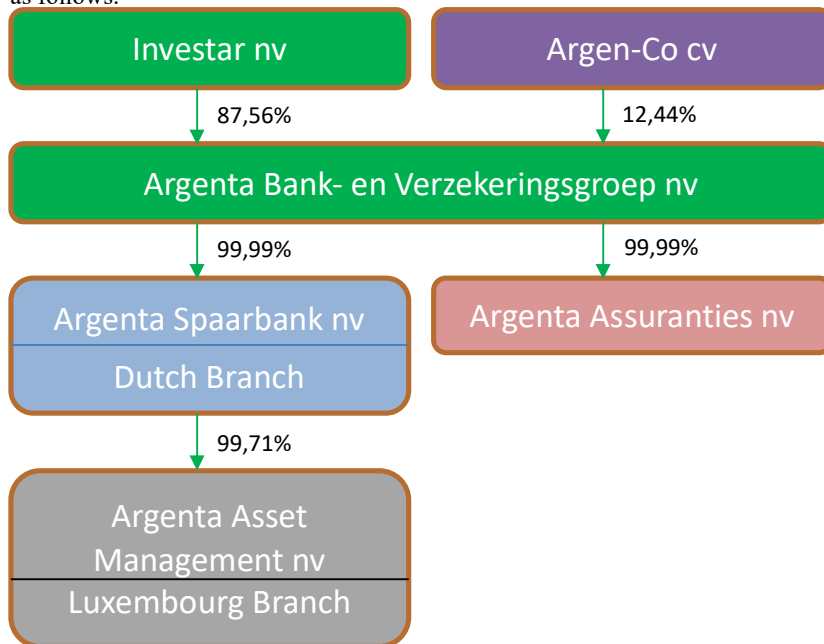 as follows:
Investar nv
Argen-Co cv
87,56%
12,44%
Argenta Bank- en Verzekeringsgroep nv
99,99%
99,99%
Argenta Spaarbank nv
Argenta Assuranties nv
Dutch Branch
99,71%
Argenta Asset
Management nv
Luxembourg Branch